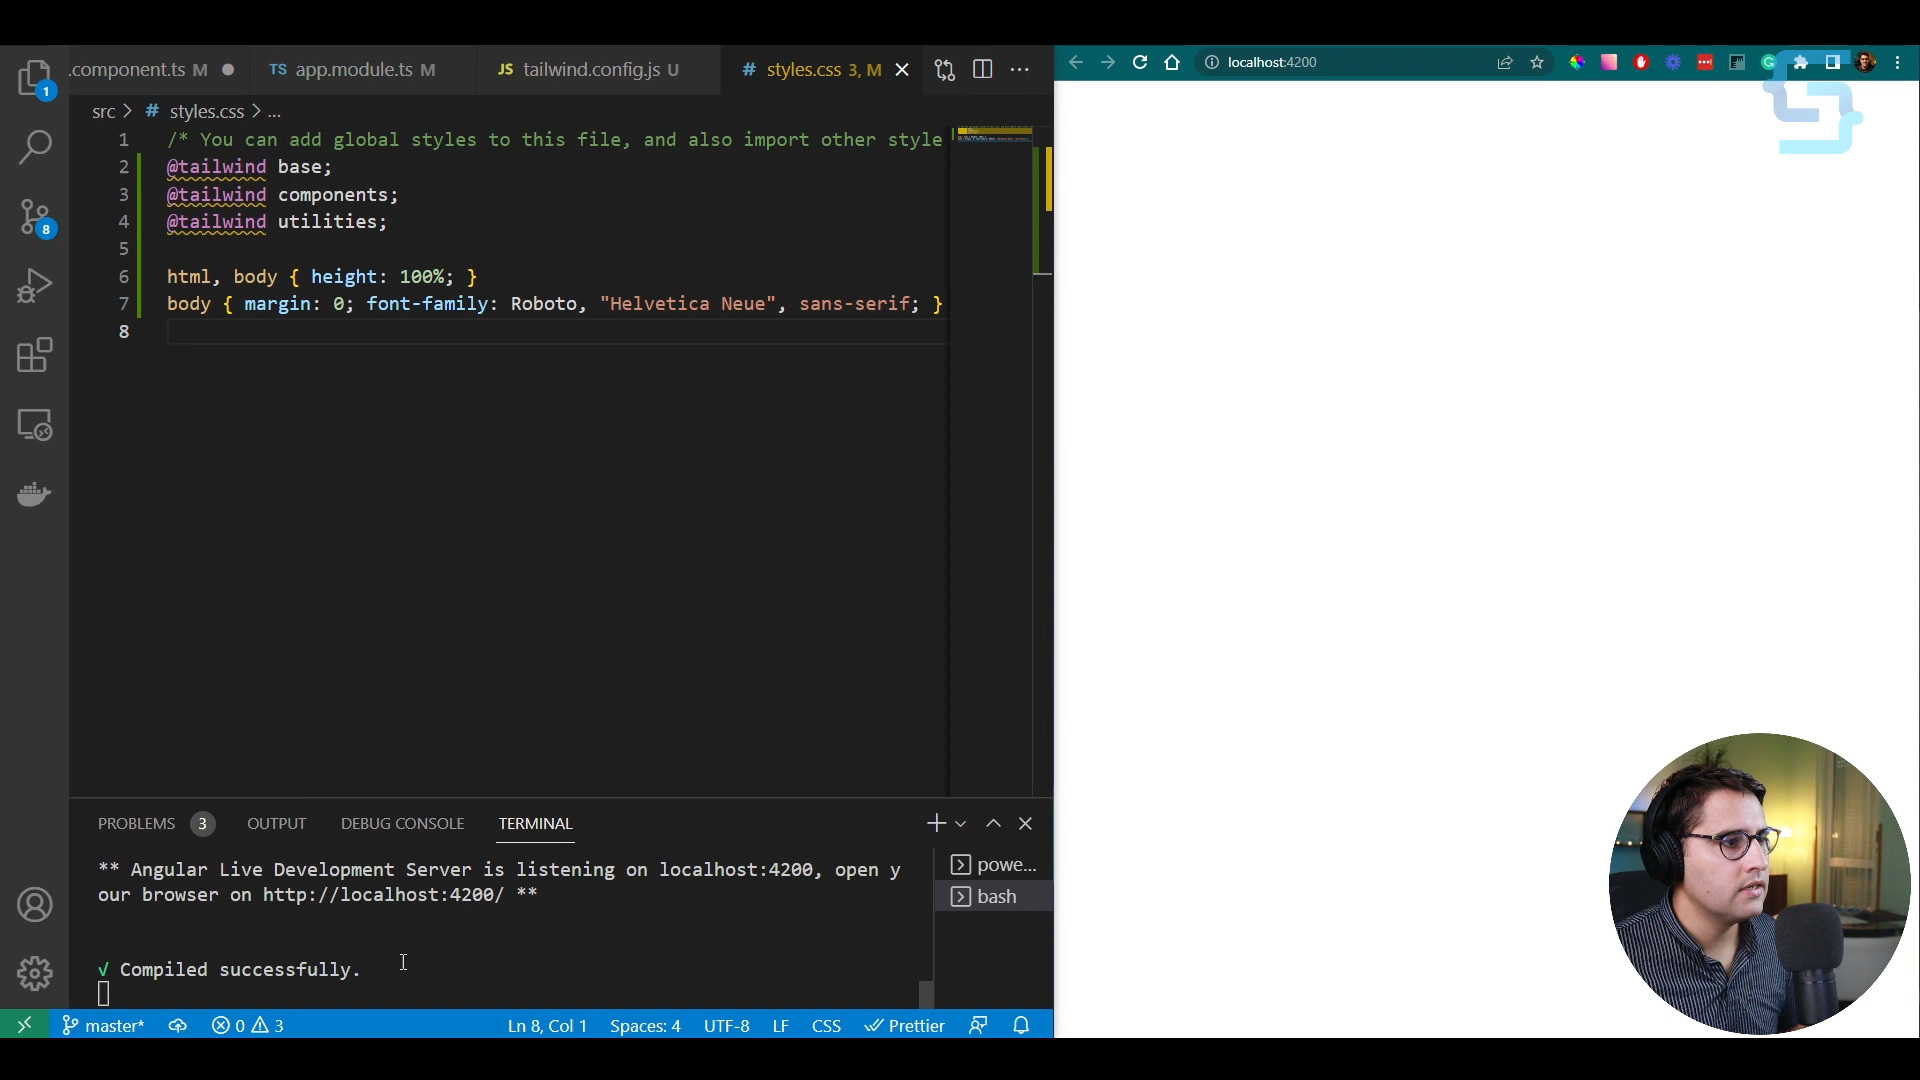 .component.ts M
TS app.module.ts M
JS tailwind.config.js U
# styles.css 3, M
localhost:4200
src > # styles.css > ...
1 /* You can add global styles to this file, and also import other style
2 @tailwind base;
3 @tailwind components;
4 @tailwind utilities;
5
6 html, body { height: 100%; }
7 body { margin: 0; font-family: Roboto, "Helvetica Neue", sans-serif; }
8
1
8
PROBLEMS 3 OUTPUT DEBUG CONSOLE TERMINAL
** Angular Live Development Server is listening on localhost:4200, open y
our browser on http://localhost:4200/ **
√ Compiled successfully.
powe...
bash
master* 0 3 Ln 8, Col 1 Spaces: 4 UTF-8 LF CSS Prettier